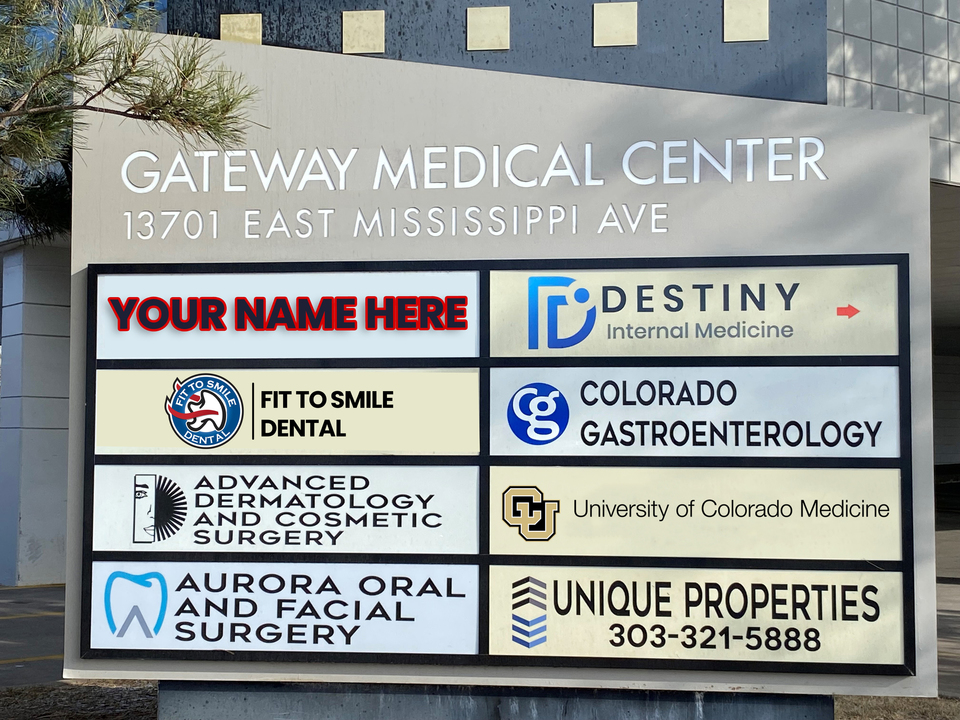 GATEWAY MEDICAL CENTER
13701 EAST MISSISSIPPI AVE
YOUR NAME HERE
DESTINY
Internal Medicine
FIT TO SMILE
DENTAL
FIT TO SMILE
DENTAL
COLORADO
GASTROENTEROLOGY
cg
ADVANCED
DERMATOLOGY
AND COSMETIC
SURGERY
CU
University of Colorado Medicine
AURORA ORAL
AND FACIAL
SURGERY
UNIQUE PROPERTIES
303-321-5888